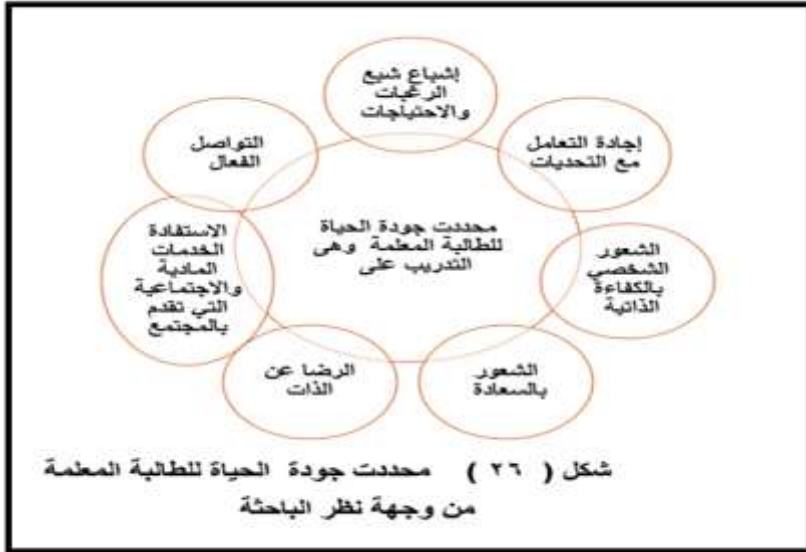 إشباع شبع
الرغبات
والاحتياجات
إجادة التعامل
مع التحديات
الشعور
الشخصي
بالكفاءة
الذاتية
الشعور
بالسعادة
الرضا عن
الذات
الاستفادة
الخدمات
المادية
والاجتماعية
التي تقدم
بالمجتمع
التواصل
الفعال
محددت جودة الحياة
للطالبة المعلمة وهى
التدريب على
شكل ( ٢٦ ) محددت جودة الحياة للطالبة المعلمة
من وجهة نظر الباحثة